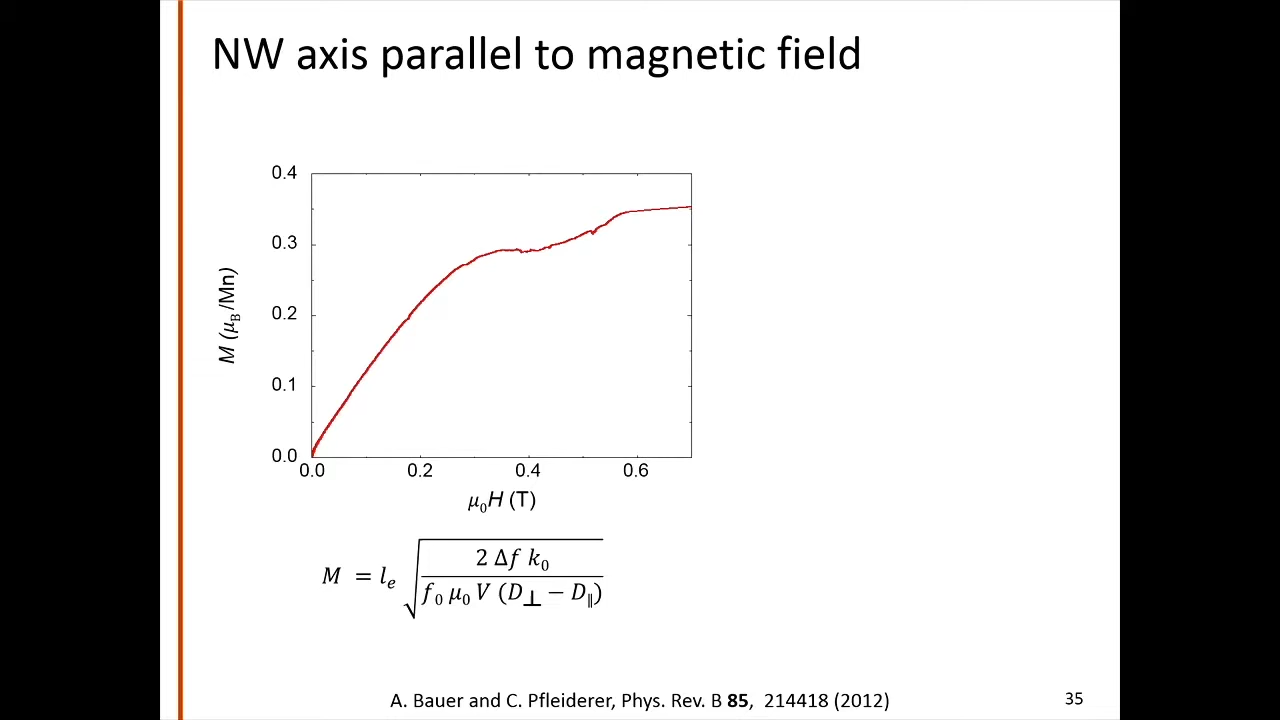 NW axis parallel to magnetic field
0.4
0.3
0.2
0.1
0.0
M (μB/Mn)
0.0 0.2 0.4 0.6
μ0H (T)
M = le √(2 Δf k0 / f0 μ0 V (D⊥ − D∥))
A. Bauer and C. Pfleiderer, Phys. Rev. B 85, 214418 (2012)
35